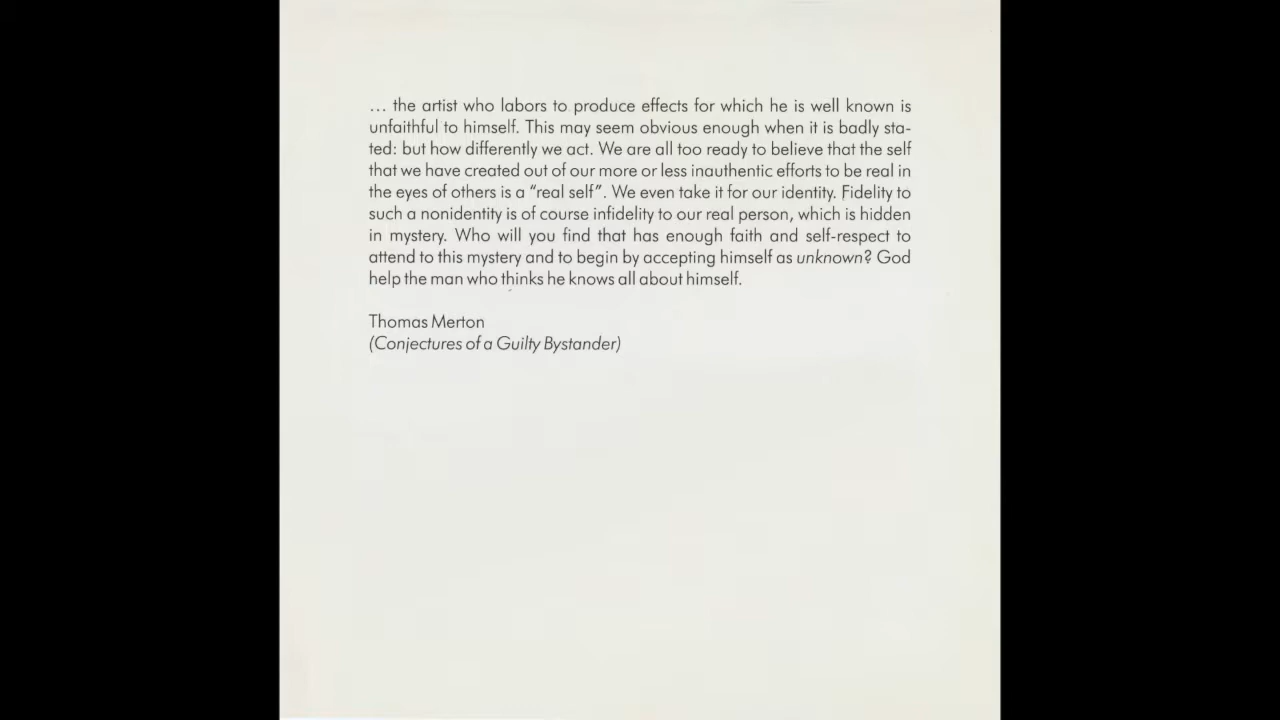 ... the artist who labors to produce effects for which he is well known is
unfaithful to himself. This may seem obvious enough when it is badly sta-
ted: but how differently we act. We are all too ready to believe that the self
that we have created out of our more or less inauthentic efforts to be real in
the eyes of others is a "real self". We even take it for our identity. Fidelity to
such a nonidentity is of course infidelity to our real person, which is hidden
in mystery. Who will you find that has enough faith and self-respect to
attend to this mystery and to begin by accepting himself as unknown? God
help the man who thinks he knows all about himself.
Thomas Merton
(Conjectures of a Guilty Bystander)